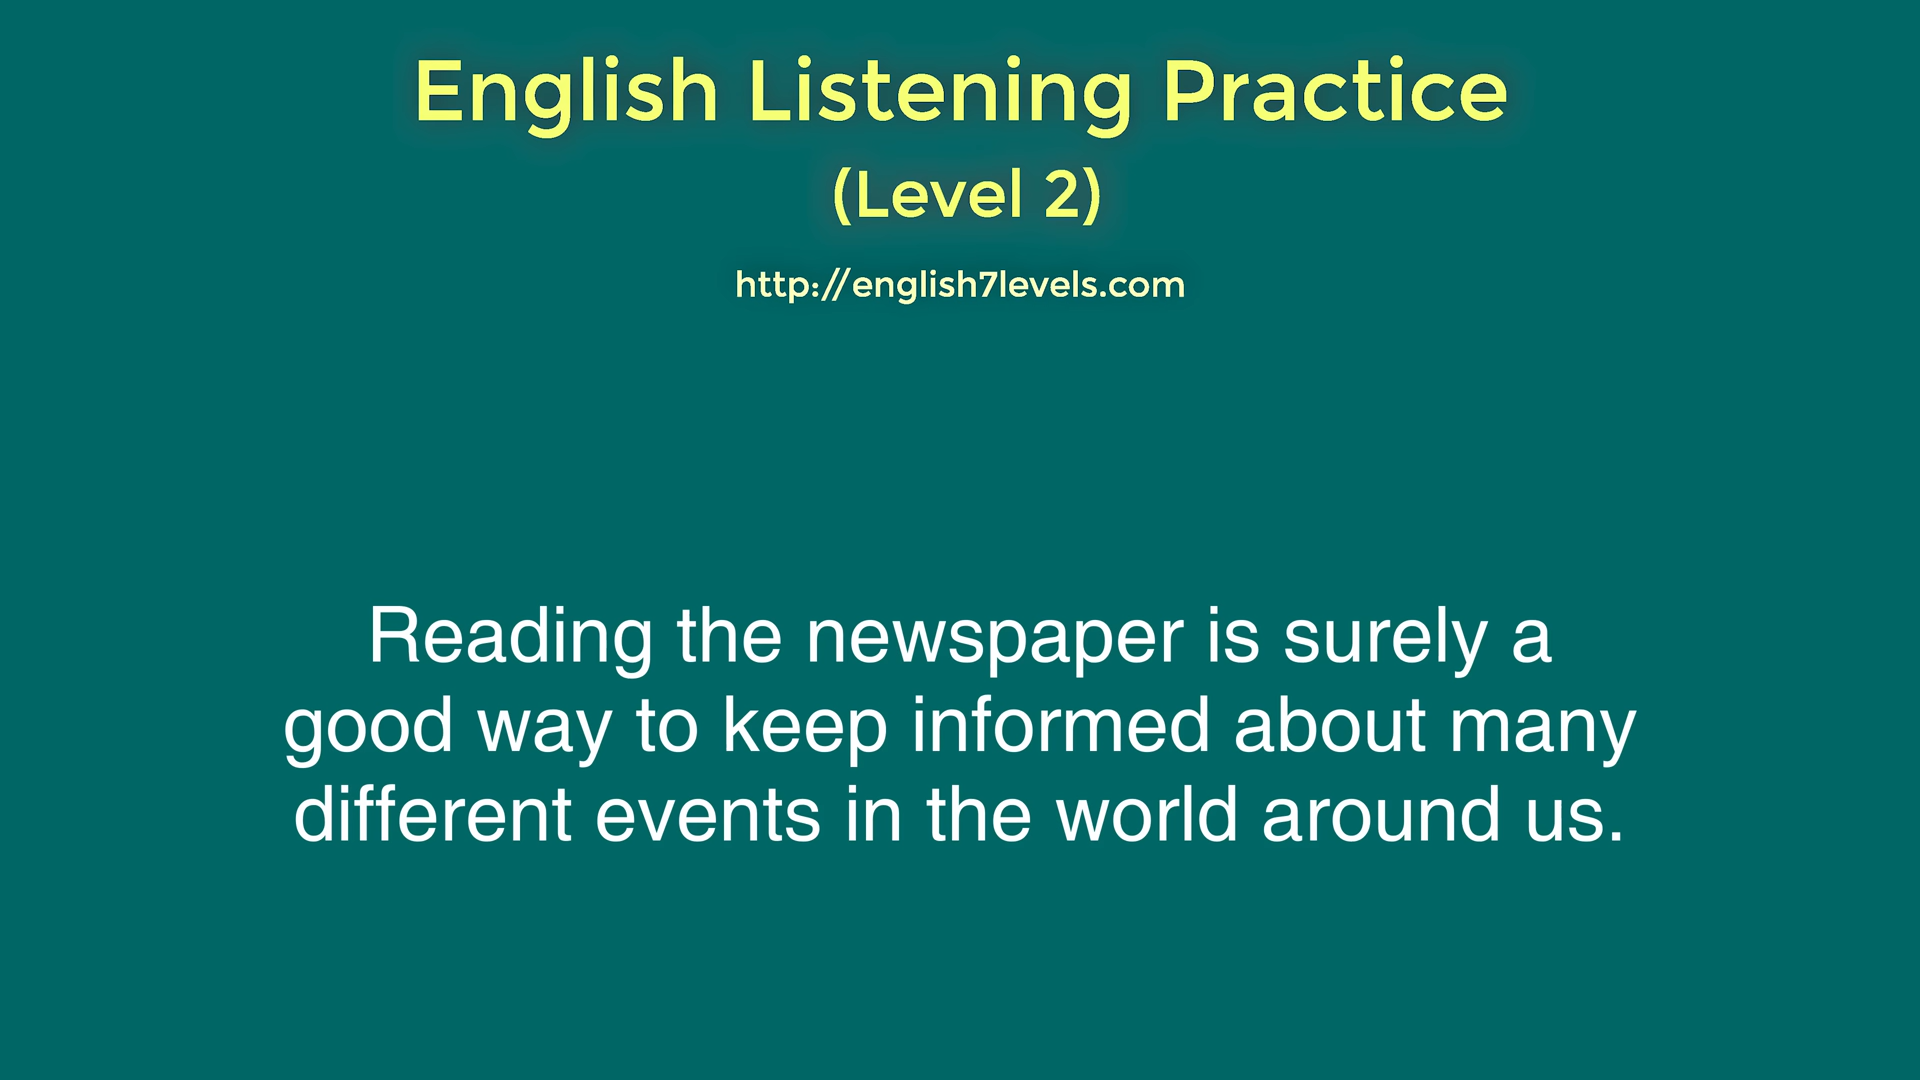 English Listening Practice
(Level 2)
http://english7levels.com
Reading the newspaper is surely a
good way to keep informed about many
different events in the world around us.